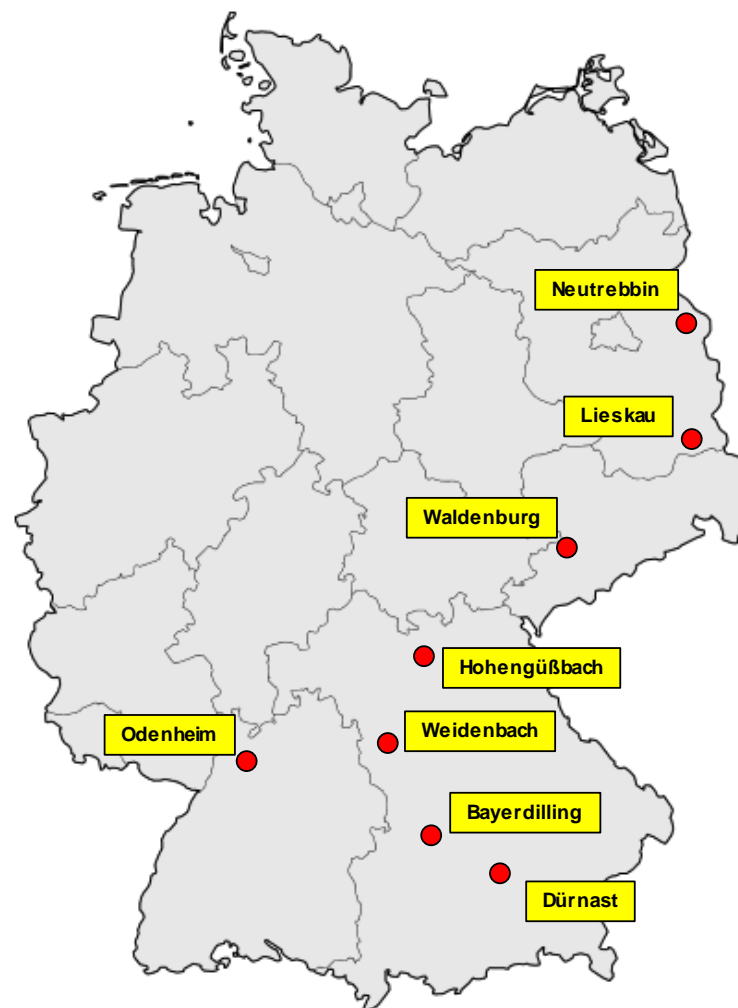 Neutrebbin
Lieskau
Waldenburg
Hohengüßbach
Weidenbach
Odenheim
Bayerdilling
Dürnast